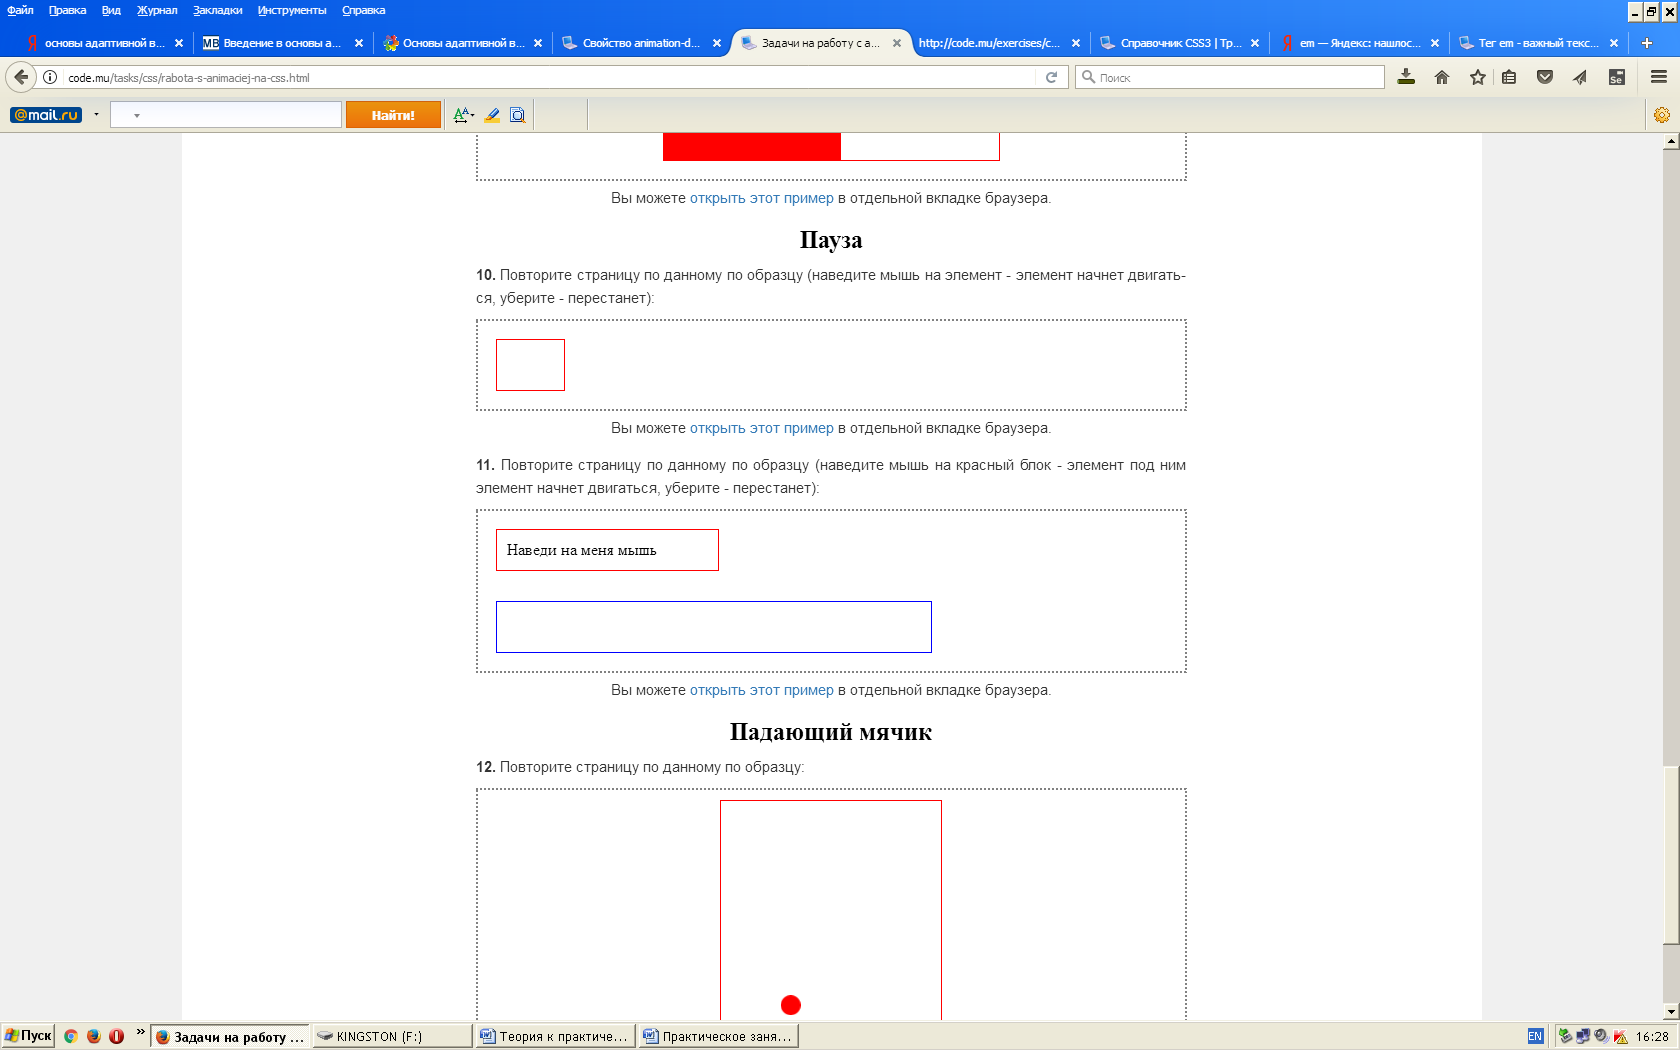 Файл Правка Вид Журнал Закладки Инструменты Справка
основы адаптивной в... МВ Введение в основы а... Основы адаптивной в... Свойство animation-d... Задачи на работу с а... http://code.mu/exercises/c... Справочник CSS3 | Тр... em — Яндекс: нашлос... Тег em - важный текс...
code.mu/tasks/css/rabota-s-animaciej-na-css.html Поиск
@mail.ru Найти!
Вы можете открыть этот пример в отдельной вкладке браузера.
Пауза
10. Повторите страницу по данному по образцу (наведите мышь на элемент - элемент начнет двигать-
ся, уберите - перестанет):
Вы можете открыть этот пример в отдельной вкладке браузера.
11. Повторите страницу по данному по образцу (наведите мышь на красный блок - элемент под ним
элемент начнет двигаться, уберите - перестанет):
Наведи на меня мышь
Вы можете открыть этот пример в отдельной вкладке браузера.
Падающий мячик
12. Повторите страницу по данному по образцу:
Пуск » Задачи на работу ... KINGSTON (F:) Теория к практиче... Практическое заня... EN 16:28